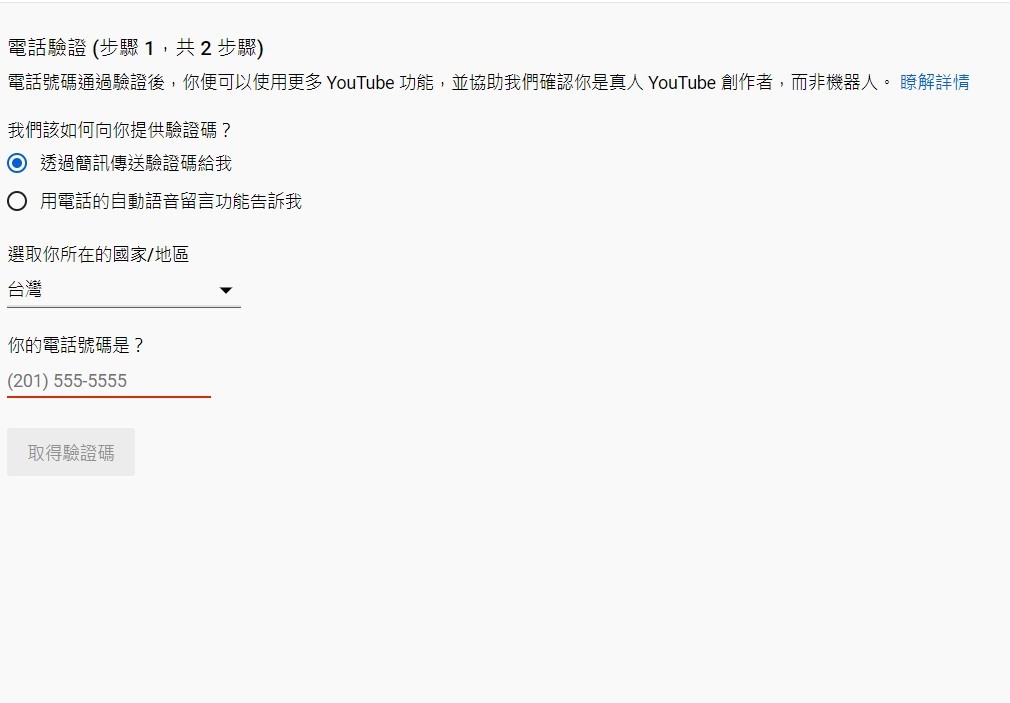 電話驗證 (步驟 1，共 2 步驟)
電話號碼通過驗證後，你便可以使用更多 YouTube 功能，並協助我們確認你是真人 YouTube 創作者，而非機器人。 瞭解詳情
我們該如何向你提供驗證碼？
透過簡訊傳送驗證碼給我
用電話的自動語音留言功能告訴我
選取你所在的國家/地區
台灣
你的電話號碼是？
(201) 555-5555
取得驗證碼